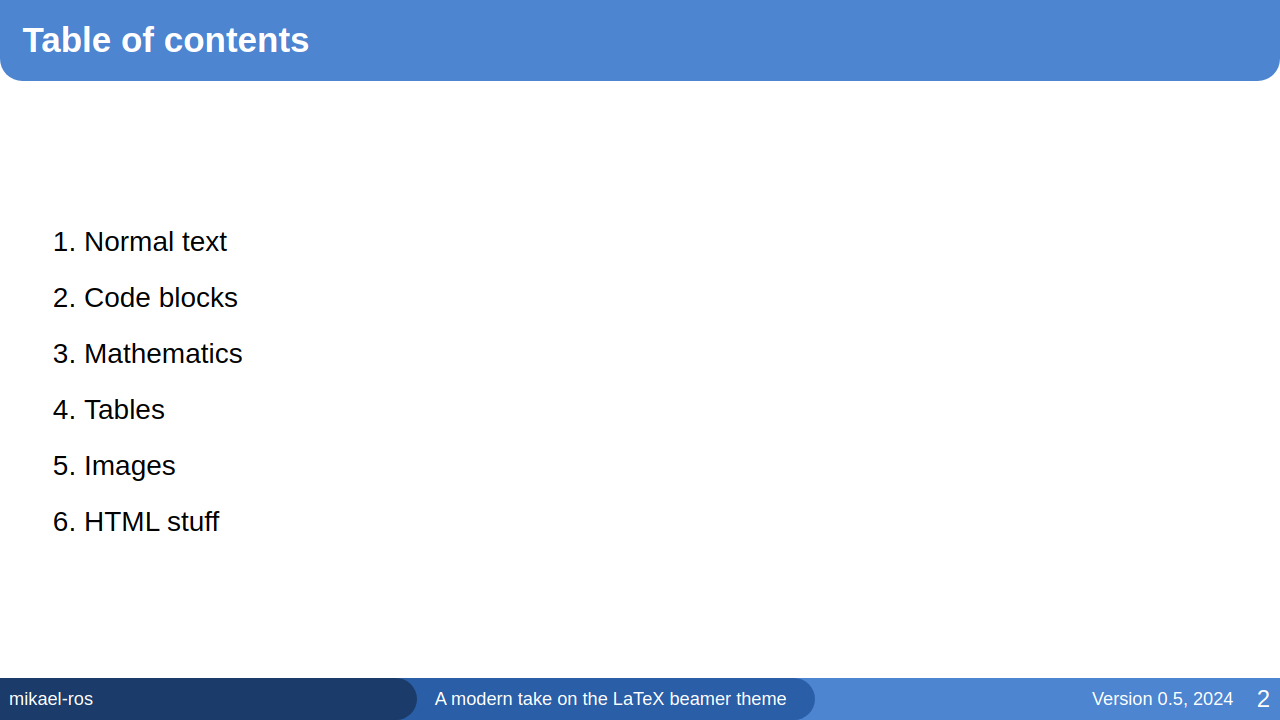 Table of contents
1. Normal text
2. Code blocks
3. Mathematics
4. Tables
5. Images
6. HTML stuff
mikael-ros
A modern take on the LaTeX beamer theme
Version 0.5, 2024
2